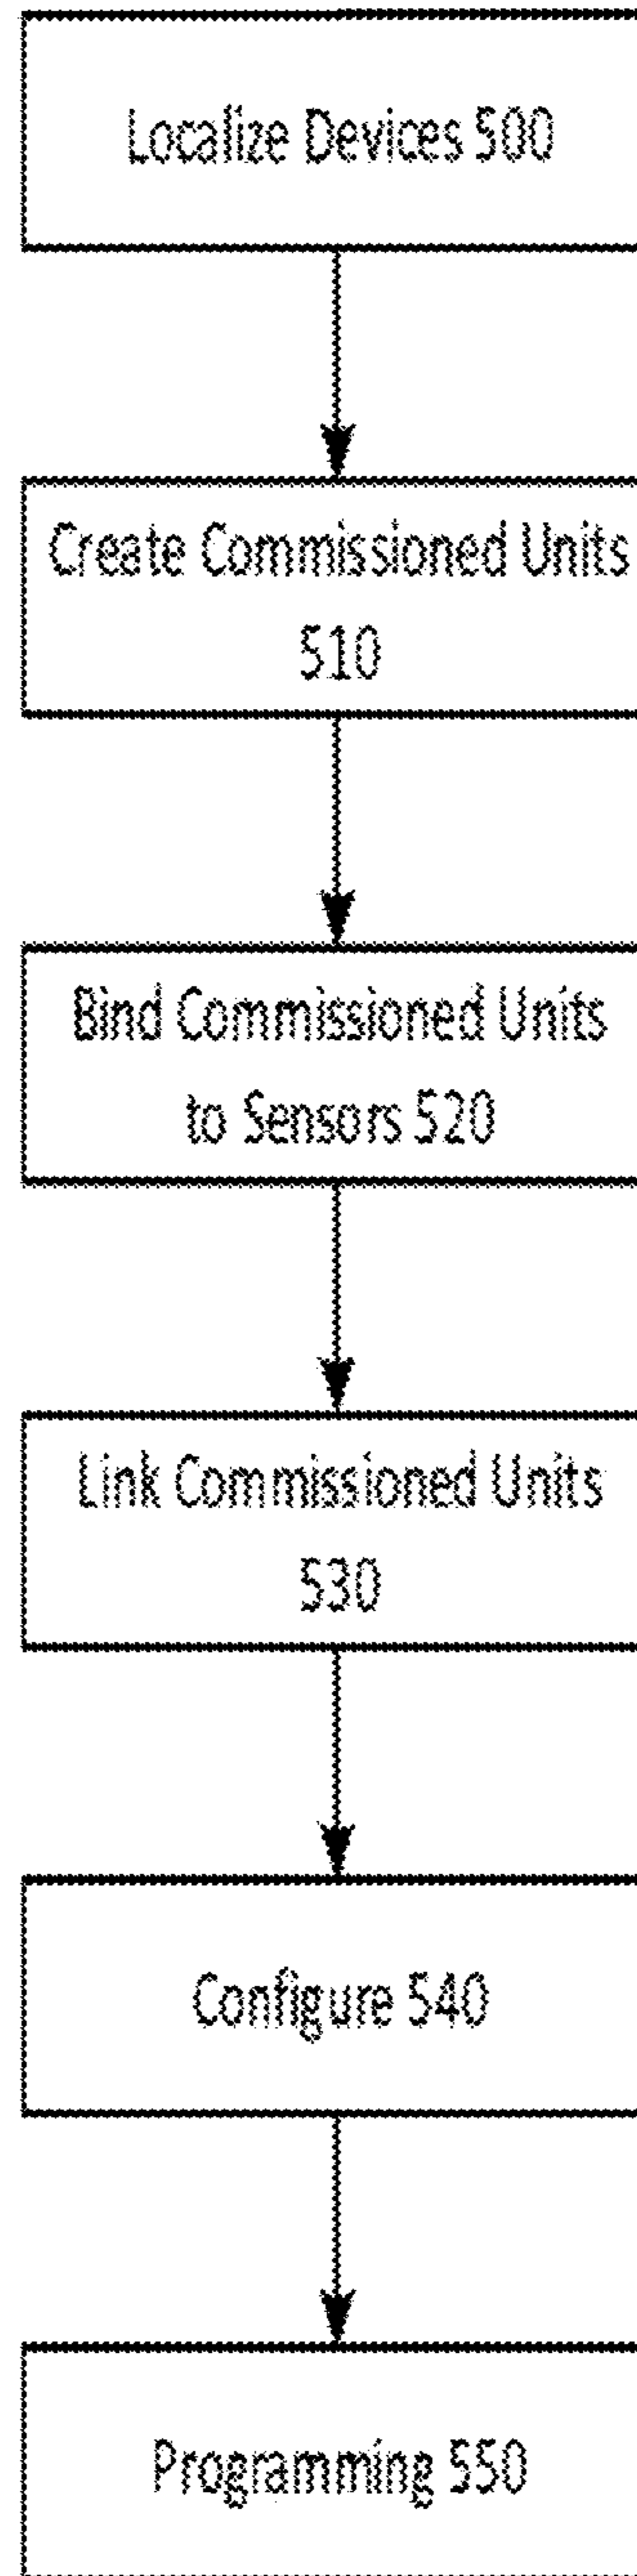 Localize Devices 500
Create Commissioned Units
510
Bind Commissioned Units
to Sensors 520
Link Commissioned Units
530
Configure 540
Programming 550